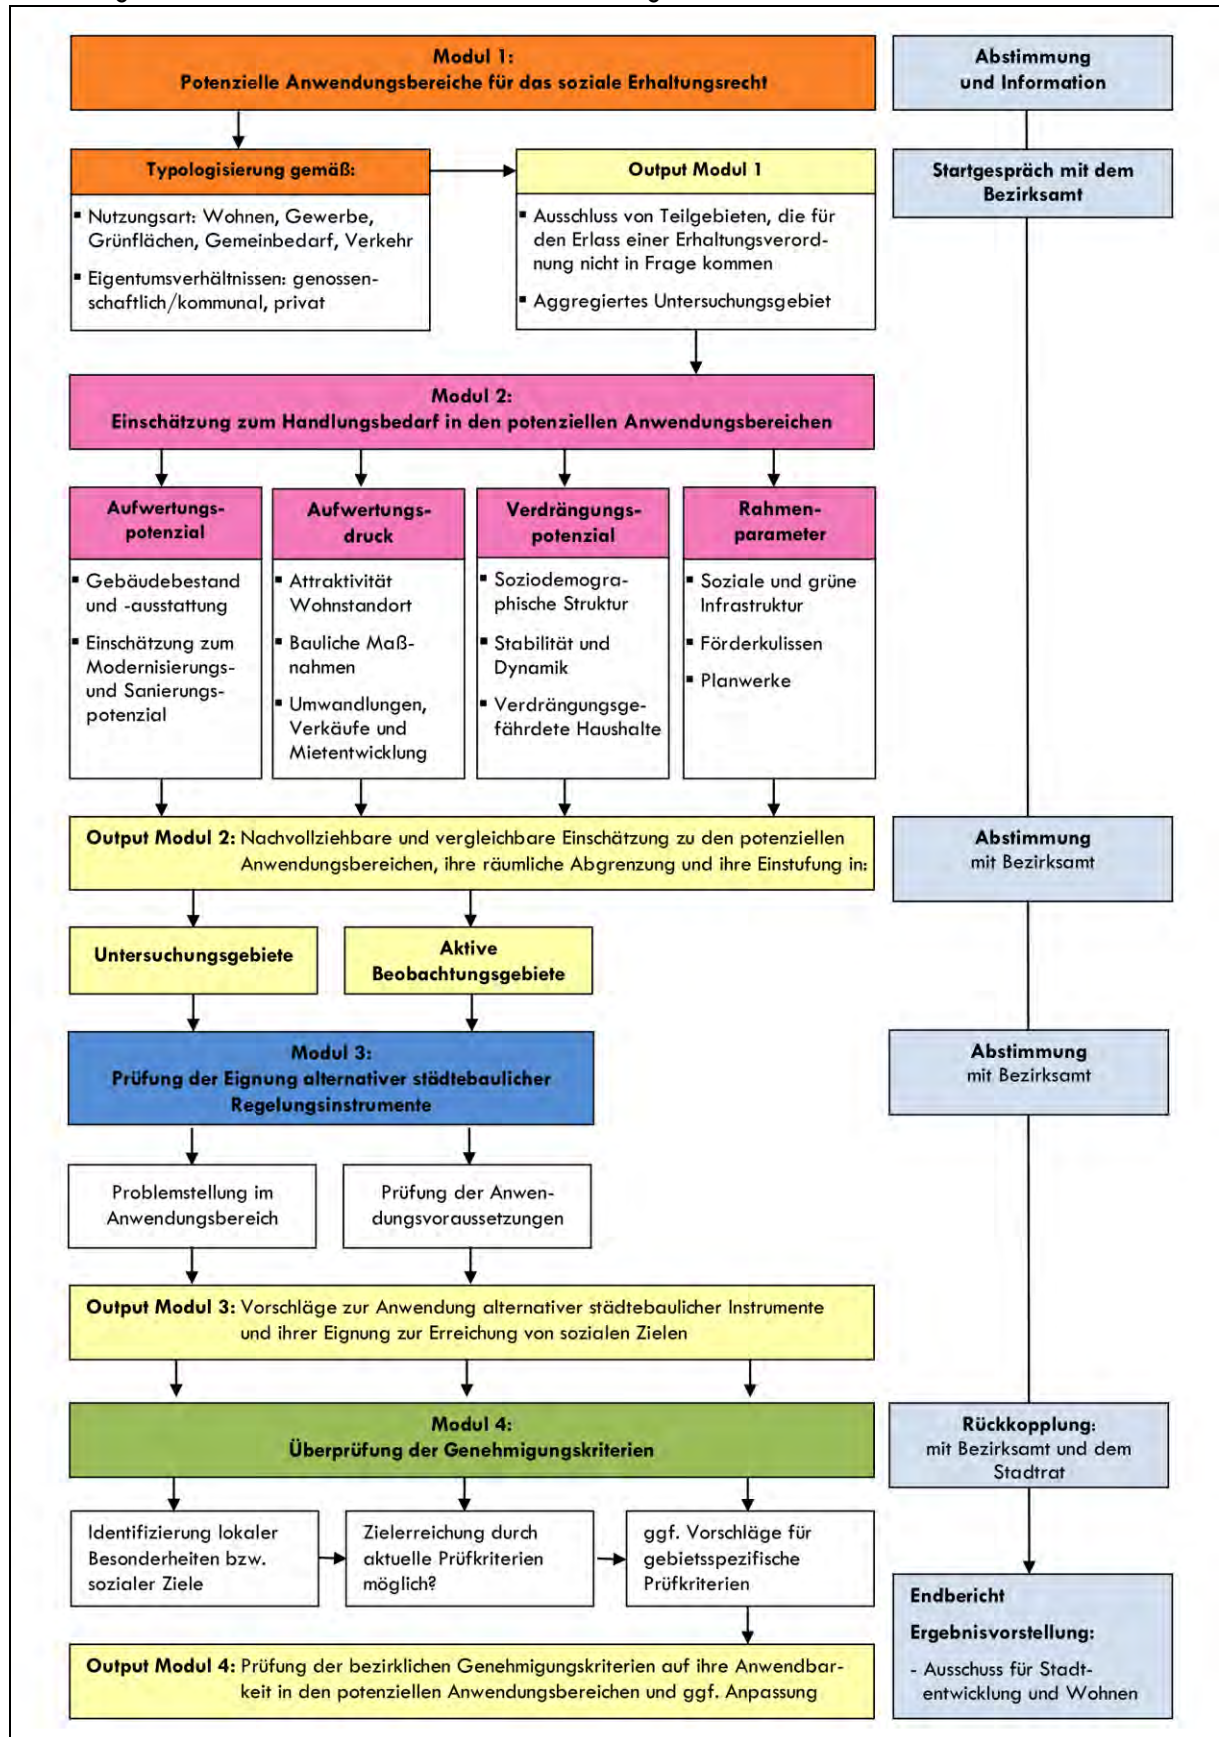 Modul 1:
Potenzielle Anwendungsbereiche für das soziale Erhaltungsrecht
Abstimmung
und Information
Typologisierung gemäß:
▪ Nutzungsart: Wohnen, Gewerbe,
Grünflächen, Gemeinbedarf, Verkehr
▪ Eigentumsverhältnissen: genossen-
schaftlich/kommunal, privat
Output Modul 1
▪ Ausschluss von Teilgebieten, die für
den Erlass einer Erhaltungsverord-
nung nicht in Frage kommen
▪ Aggregiertes Untersuchungsgebiet
Startgespräch mit dem
Bezirksamt
Modul 2:
Einschätzung zum Handlungsbedarf in den potenziellen Anwendungsbereichen
Aufwertungs-
potenzial
▪ Gebäudebestand
und -ausstattung
▪ Einschätzung zum
Modernisierungs-
und Sanierungs-
potenzial
Aufwertungs-
druck
▪ Attraktivität
Wohnstandort
▪ Bauliche Maß-
nahmen
▪ Umwandlungen,
Verkäufe und
Mietentwicklung
Verdrängungs-
potenzial
▪ Soziodemogra-
phische Struktur
▪ Stabilität und
Dynamik
▪ Verdrängungsge-
fährdete Haushalte
Rahmen-
parameter
▪ Soziale und grüne
Infrastruktur
▪ Förderkulissen
▪ Planwerke
Output Modul 2: Nachvollziehbare und vergleichbare Einschätzung zu den potenziellen
Anwendungsbereichen, ihre räumliche Abgrenzung und ihre Einstufung in:
Abstimmung
mit Bezirksamt
Untersuchungsgebiete
Aktive
Beobachtungsgebiete
Modul 3:
Prüfung der Eignung alternativer städtebaulicher
Regelungsinstrumente
Abstimmung
mit Bezirksamt
Problemstellung im
Anwendungsbereich
Prüfung der Anwen-
dungsvoraussetzungen
Output Modul 3: Vorschläge zur Anwendung alternativer städtebaulicher Instrumente
und ihrer Eignung zur Erreichung von sozialen Zielen
Modul 4:
Überprüfung der Genehmigungskriterien
Rückkopplung:
mit Bezirksamt und dem
Stadtrat
Identifizierung lokaler
Besonderheiten bzw.
sozialer Ziele
Zielerreichung durch
aktuelle Prüfkriterien
möglich?
ggf. Vorschläge für
gebietsspezifische
Prüfkriterien
Endbericht
Ergebnisvorstellung:
- Ausschuss für Stadt-
entwicklung und Wohnen
Output Modul 4: Prüfung der bezirklichen Genehmigungskriterien auf ihre Anwendbar-
keit in den potenziellen Anwendungsbereichen und ggf. Anpassung